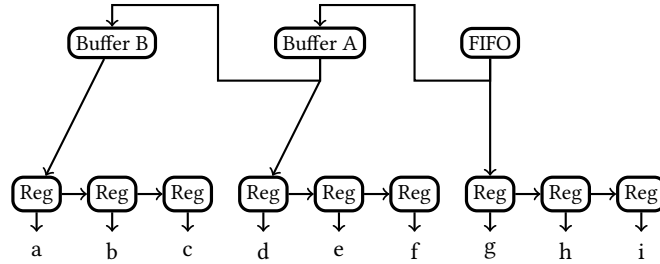 Buffer B Buffer A FIFO
Reg Reg Reg Reg Reg Reg Reg Reg Reg
a b c d e f g h i